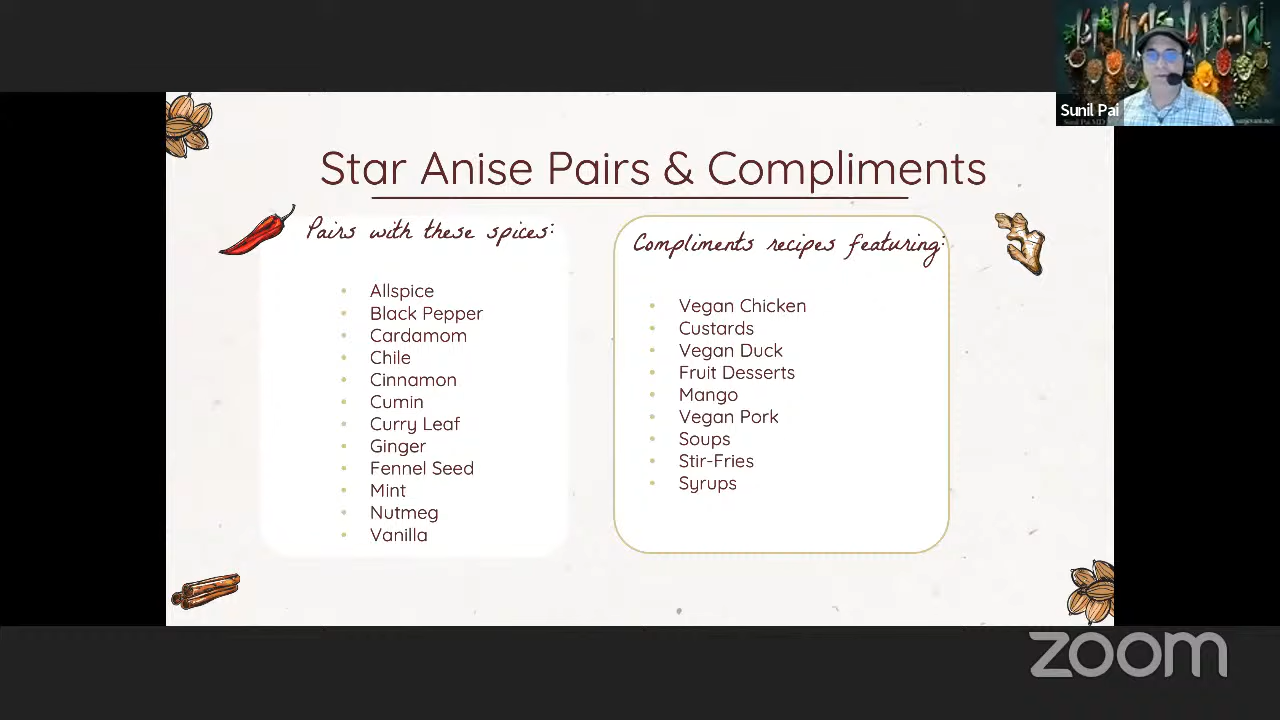 Sunil Pai
Star Anise Pairs & Compliments
Pairs with these spices:
Allspice
Black Pepper
Cardamom
Chile
Cinnamon
Cumin
Curry Leaf
Ginger
Fennel Seed
Mint
Nutmeg
Vanilla
Compliments recipes featuring:
Vegan Chicken
Custards
Vegan Duck
Fruit Desserts
Mango
Vegan Pork
Soups
Stir-Fries
Syrups
zoom